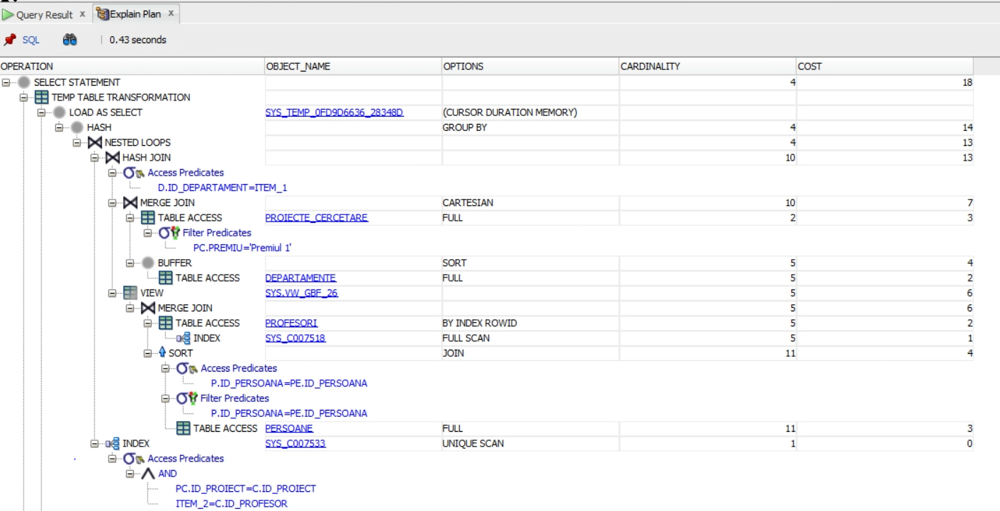 Query Result x Explain Plan x
SQL | 0.43 seconds
OPERATION OBJECT_NAME OPTIONS CARDINALITY COST
SELECT STATEMENT 4 18
TEMP TABLE TRANSFORMATION
LOAD AS SELECT SYS_TEMP_0FD9D6636_28348D (CURSOR DURATION MEMORY)
HASH GROUP BY 4 14
NESTED LOOPS 4 13
HASH JOIN 10 13
Access Predicates
D.ID_DEPARTAMENT=ITEM_1
MERGE JOIN CARTESIAN 10 7
TABLE ACCESS PROIECTE_CERCETARE FULL 2 3
Filter Predicates
PC.PREMIU='Premiul 1'
BUFFER SORT 5 4
TABLE ACCESS DEPARTAMENTE FULL 5 2
VIEW SYS.VW_GBF_26 5 6
MERGE JOIN 5 6
TABLE ACCESS PROFESORI BY INDEX ROWID 5 2
INDEX SYS_C007518 FULL SCAN 5 1
SORT JOIN 11 4
Access Predicates
P.ID_PERSOANA=PE.ID_PERSOANA
Filter Predicates
P.ID_PERSOANA=PE.ID_PERSOANA
TABLE ACCESS PERSOANE FULL 11 3
INDEX SYS_C007533 UNIQUE SCAN 1 0
Access Predicates
AND
PC.ID_PROIECT=C.ID_PROIECT
ITEM_2=C.ID_PROFESOR